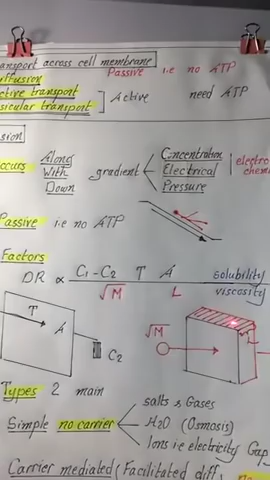 ansport across cell membrane
iffusion Passive i.e no ATP
ctive transport
sicular transport Active need ATP
sion
ccurs Along With Down gradient Concentration Electrical Pressure electro chemi
Passive i.e no ATP
Factors
DR ∝ C1-C2 T A solubility
√M L viscosity
T
A
C2
√M
Types 2 main
Simple no carrier salts & Gases
H2O (Osmosis)
Ions i.e electricity Gap
Carrier mediated (Facilitated diff)